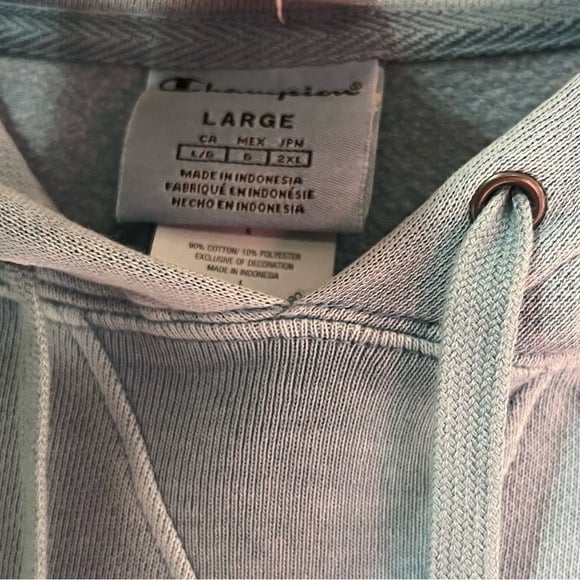 Champion®
LARGE
CA MEX JPN
L/G G 2XL
MADE IN INDONESIA
FABRIQUÉ EN INDONÉSIE
HECHO EN INDONESIA
90% COTTON/ 10% POLYESTER
EXCLUSIVE OF DECORATION
MADE IN INDONESIA